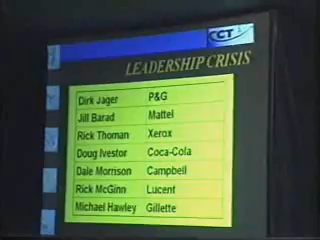 CCT
LEADERSHIP CRISIS
Dirk Jager P&G
Jill Barad Mattel
Rick Thoman Xerox
Doug Ivestor Coca-Cola
Dale Morrison Campbell
Rick McGinn Lucent
Michael Hawley Gillette